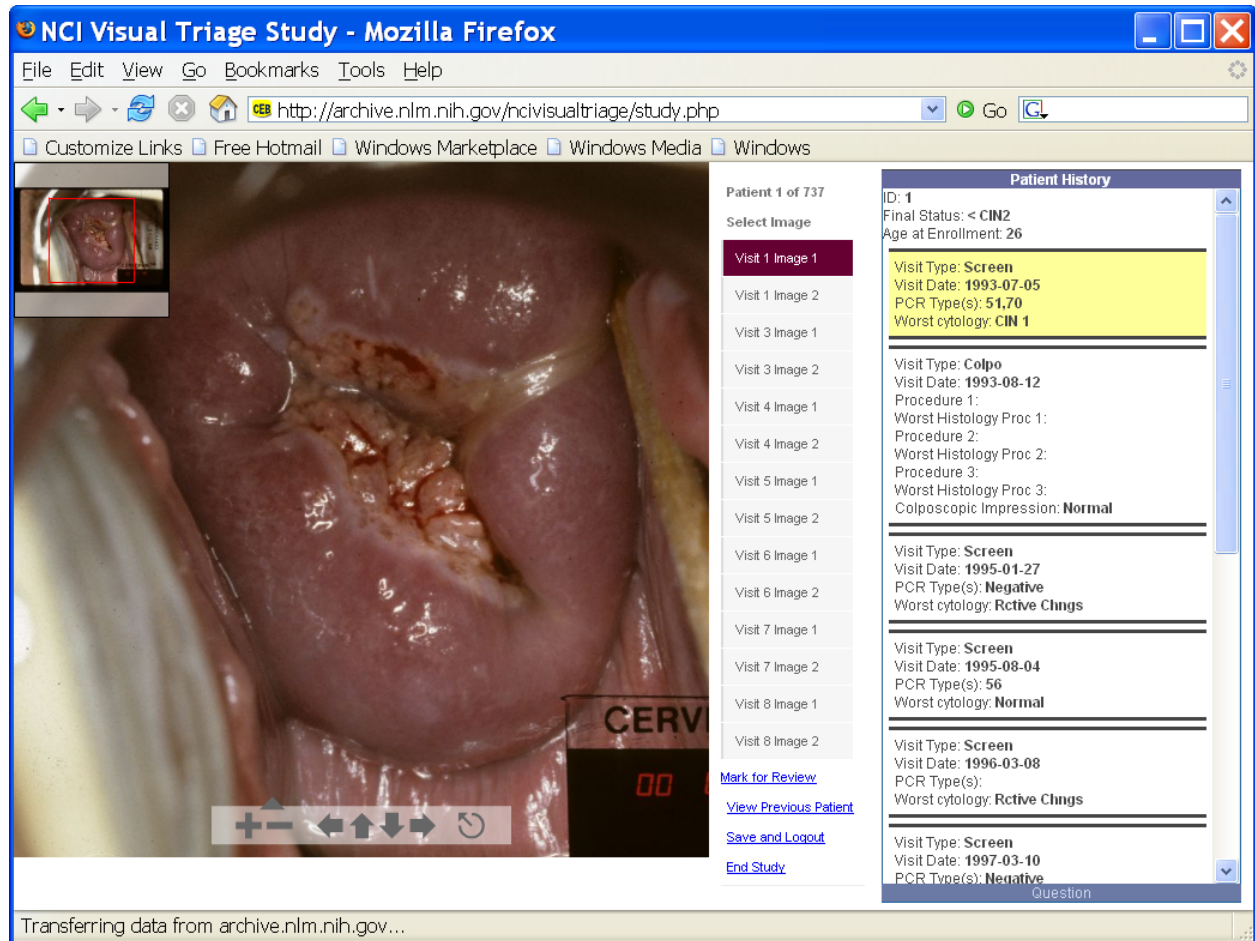 NCI Visual Triage Study - Mozilla Firefox
File Edit View Go Bookmarks Tools Help
CEB http://archive.nlm.nih.gov/ncivisualtriage/study.php Go G
Customize Links Free Hotmail Windows Marketplace Windows Media Windows
CERVI
00
Patient 1 of 737
Select Image
Visit 1 Image 1
Visit 1 Image 2
Visit 3 Image 1
Visit 3 Image 2
Visit 4 Image 1
Visit 4 Image 2
Visit 5 Image 1
Visit 5 Image 2
Visit 6 Image 1
Visit 6 Image 2
Visit 7 Image 1
Visit 7 Image 2
Visit 8 Image 1
Visit 8 Image 2
Mark for Review
View Previous Patient
Save and Logout
End Study
Patient History
ID: 1
Final Status: < CIN2
Age at Enrollment: 26
Visit Type: Screen
Visit Date: 1993-07-05
PCR Type(s): 51,70
Worst cytology: CIN 1
Visit Type: Colpo
Visit Date: 1993-08-12
Procedure 1:
Worst Histology Proc 1:
Procedure 2:
Worst Histology Proc 2:
Procedure 3:
Worst Histology Proc 3:
Colposcopic Impression: Normal
Visit Type: Screen
Visit Date: 1995-01-27
PCR Type(s): Negative
Worst cytology: Rctive Chngs
Visit Type: Screen
Visit Date: 1995-08-04
PCR Type(s): 56
Worst cytology: Normal
Visit Type: Screen
Visit Date: 1996-03-08
PCR Type(s):
Worst cytology: Rctive Chngs
Visit Type: Screen
Visit Date: 1997-03-10
PCR Type(s): Negative
Question
Transferring data from archive.nlm.nih.gov...